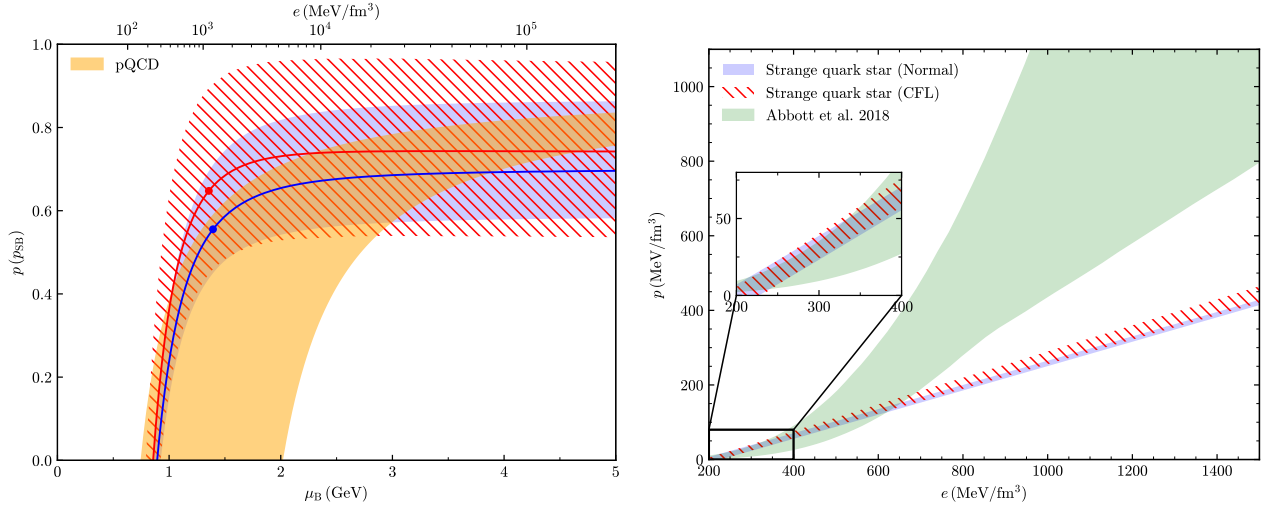 e (MeV/fm³)
10² 10³ 10⁴ 10⁵
1.0
0.8
0.6
0.4
0.2
0.0
p (p_SB)
pQCD
0 1 2 3 4 5
μ_B (GeV)
1000
800
600
400
200
0
p (MeV/fm³)
Strange quark star (Normal)
Strange quark star (CFL)
Abbott et al. 2018
50
0
200 300 400
200 400 600 800 1000 1200 1400
e (MeV/fm³)